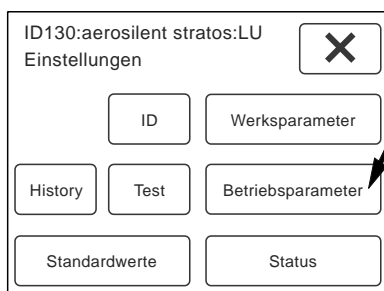 ID130:aerosilent stratos:LU
Einstellungen
ID
Werksparameter
History
Test
Betriebsparameter
Standardwerte
Status